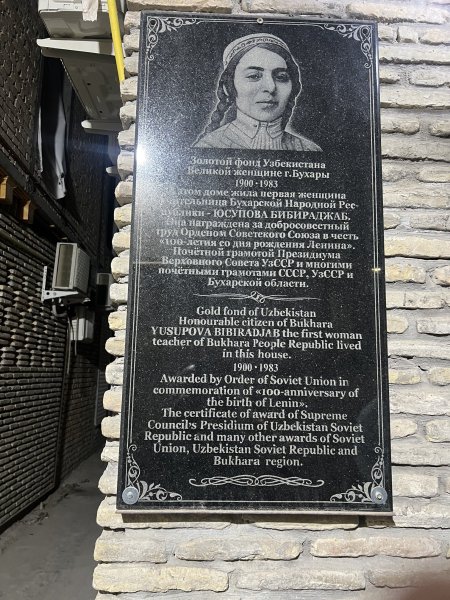 Золотой фонд Узбекистана
Великой женщине г.Бухары
1900 - 1983
этом доме жила первая женщина
учительница Бухарской Народной Рес-
публики - ЮСУПОВА БИБИРАДЖАБ.
Она награждена за добросовестный
труд Орденом Советского Союза в честь
«100-летия со дня рождения Ленина».
Почётной грамотой Президиума
Верховного Совета УзССР и многими
почётными грамотами СССР, УзССР и
Бухарской области.
Gold fond of Uzbekistan
Honourable citizen of Bukhara
YUSUPOVA BIBIRADJAB the first woman
teacher of Bukhara People Republic lived
in this house.
1900 - 1983
Awarded by Order of Soviet Union in
commemoration of «100-anniversary of
the birth of Lenin».
The certificate of award of Supreme
Council's Presidium of Uzbekistan Soviet
Republic and many other awards of Soviet
Union, Uzbekistan Soviet Republic and
Bukhara region.